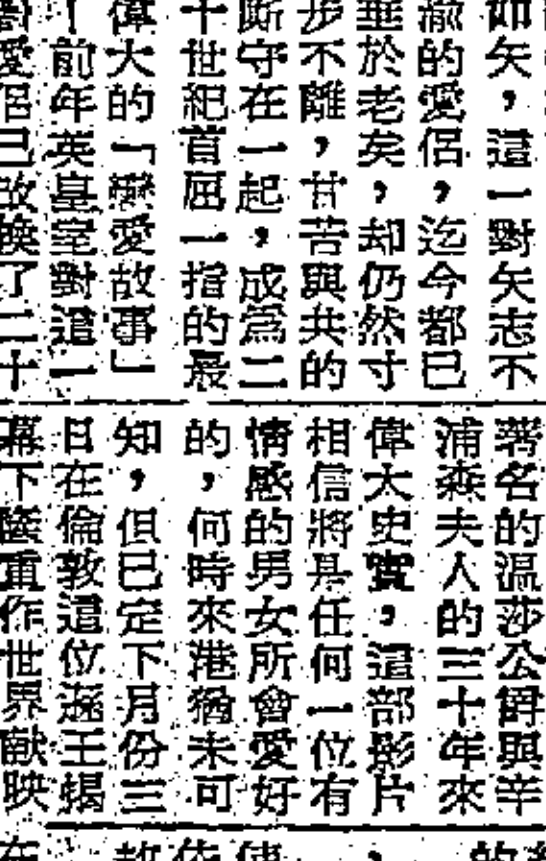 如矢，這一對矢志不
渝的愛侶，迄今都已
垂於老矣，却仍然寸
步不離，甘苦與共的
斷守在一起，成為二
十世紀首屈一指的最
偉大的「戀愛故事」
！前年英皇室對這一
對愛侶已改換了二十
著名的溫莎公爵與辛
浦森夫人的三十年來
偉大史實，這部影片
相信將是任何一位有
情感的男女所會愛好
的，何時來港猶未可
知，但已定下月份三
日在倫敦這位遜王揭
幕下隆重作世界獻映